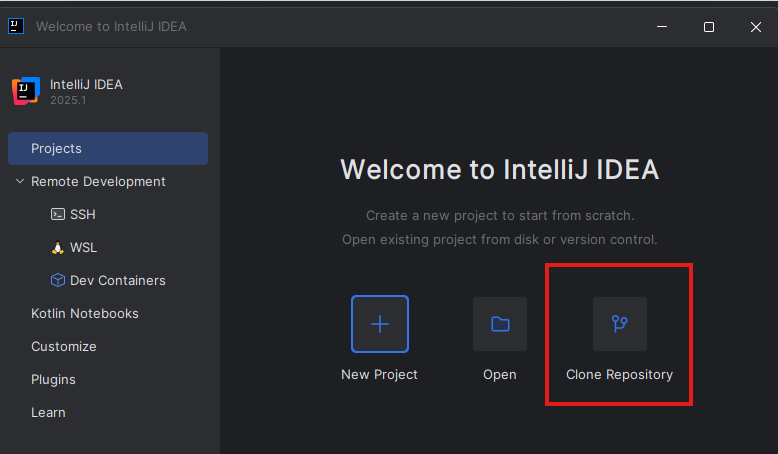 Welcome to IntelliJ IDEA
IntelliJ IDEA
2025.1
Projects
Remote Development
SSH
WSL
Dev Containers
Kotlin Notebooks
Customize
Plugins
Learn
Welcome to IntelliJ IDEA
Create a new project to start from scratch.
Open existing project from disk or version control.
New Project
Open
Clone Repository